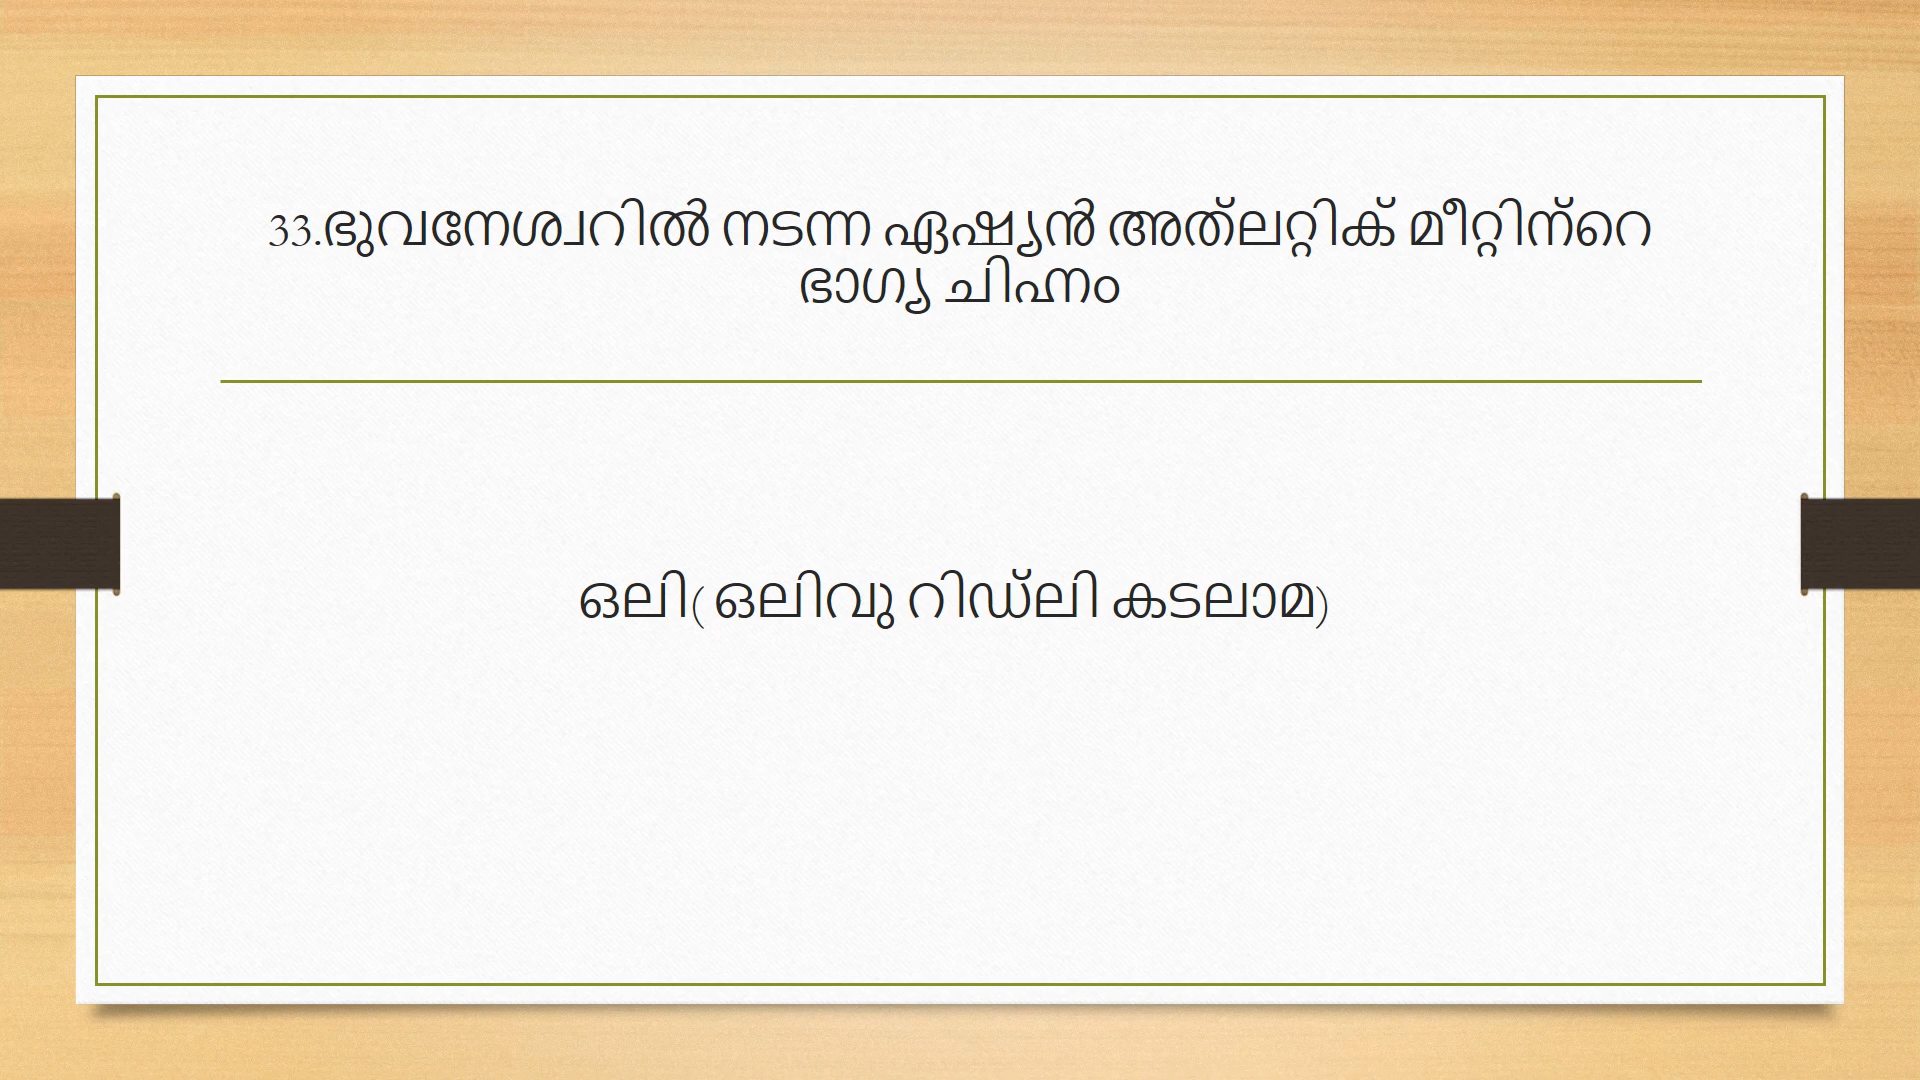 33.ഭുവനേശ്വറിൽ നടന്ന ഏഷ്യൻ അത്‌ലറ്റിക് മീറ്റിന്റെ
ഭാഗ്യ ചിഹ്നം
ഒലി( ഒലിവു റിഡ്‌ലി കടലാമ)